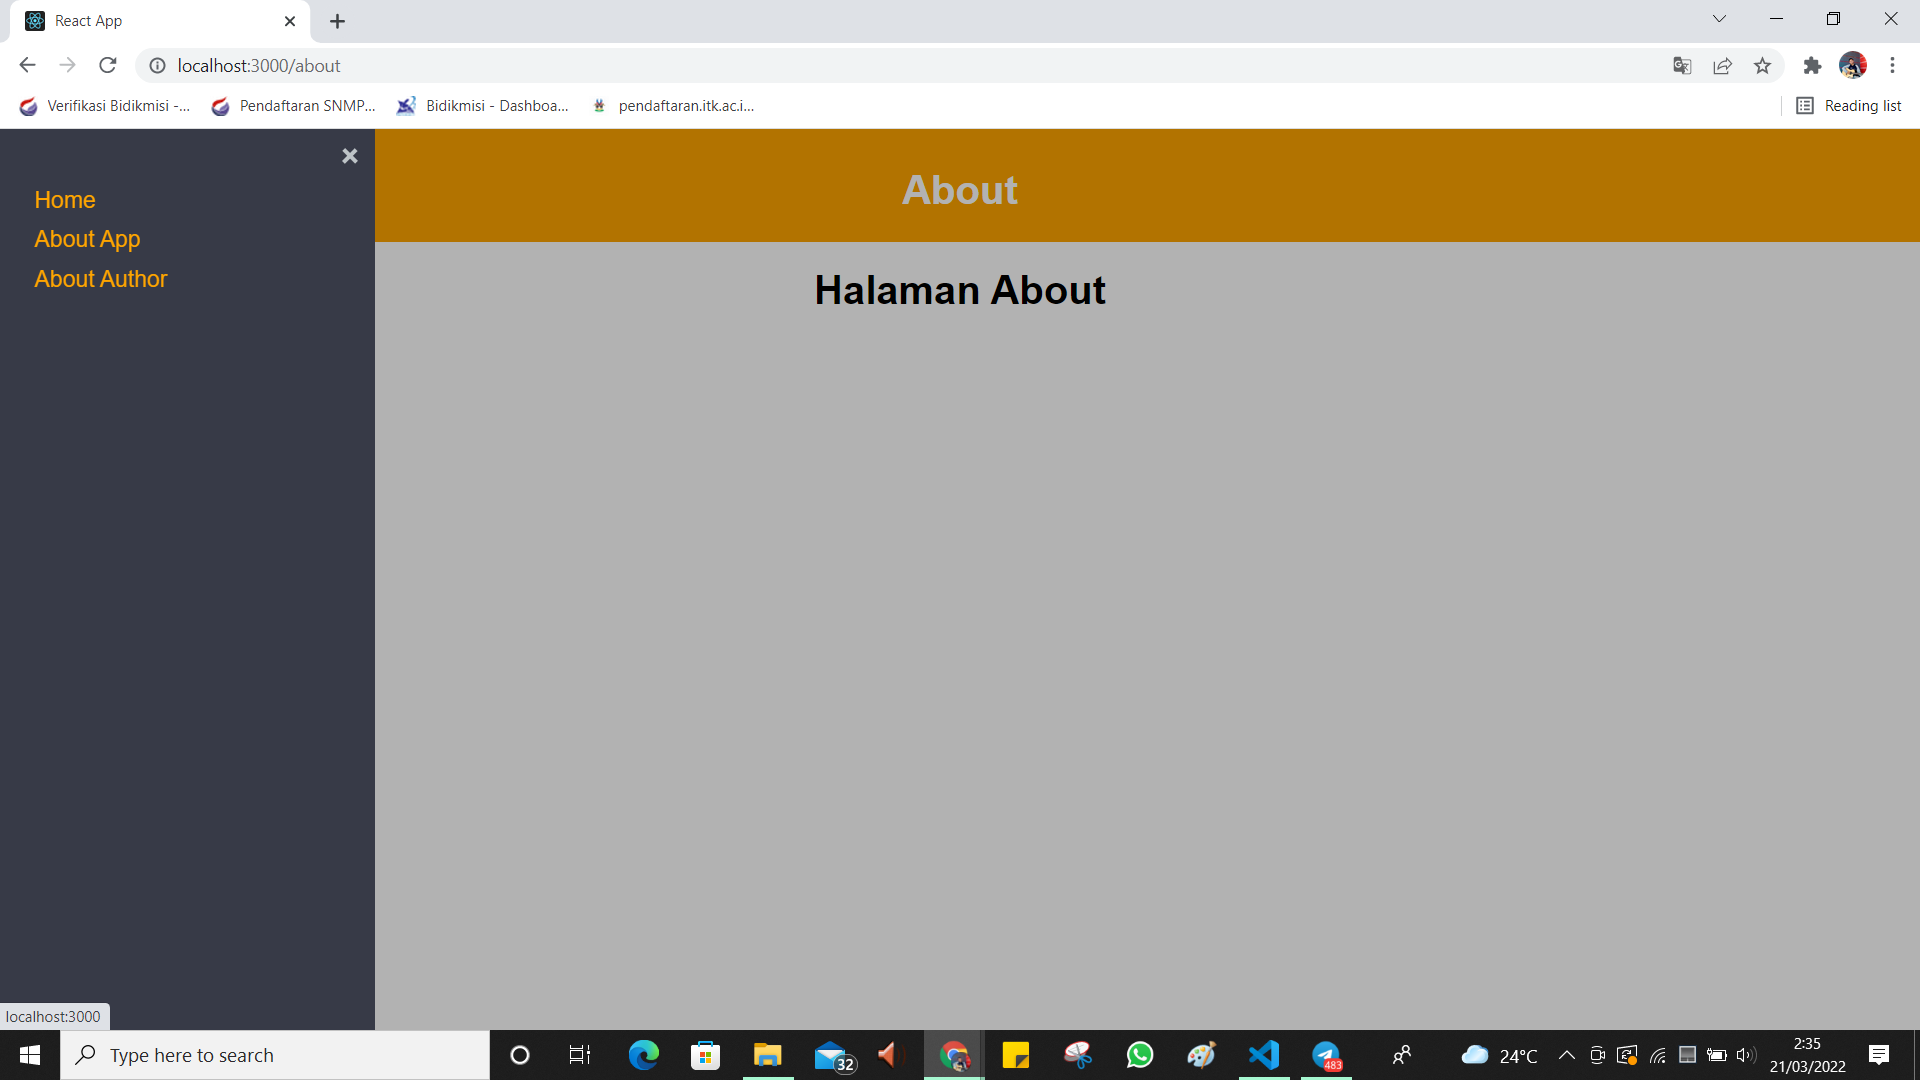 React App
localhost:3000/about
Verifikasi Bidikmisi -...
Pendaftaran SNMP...
Bidikmisi - Dashboa...
pendaftaran.itk.ac.i...
Reading list
Home
About App
About Author
About
Halaman About
localhost:3000
Type here to search
32
483
24°C
2:35
21/03/2022